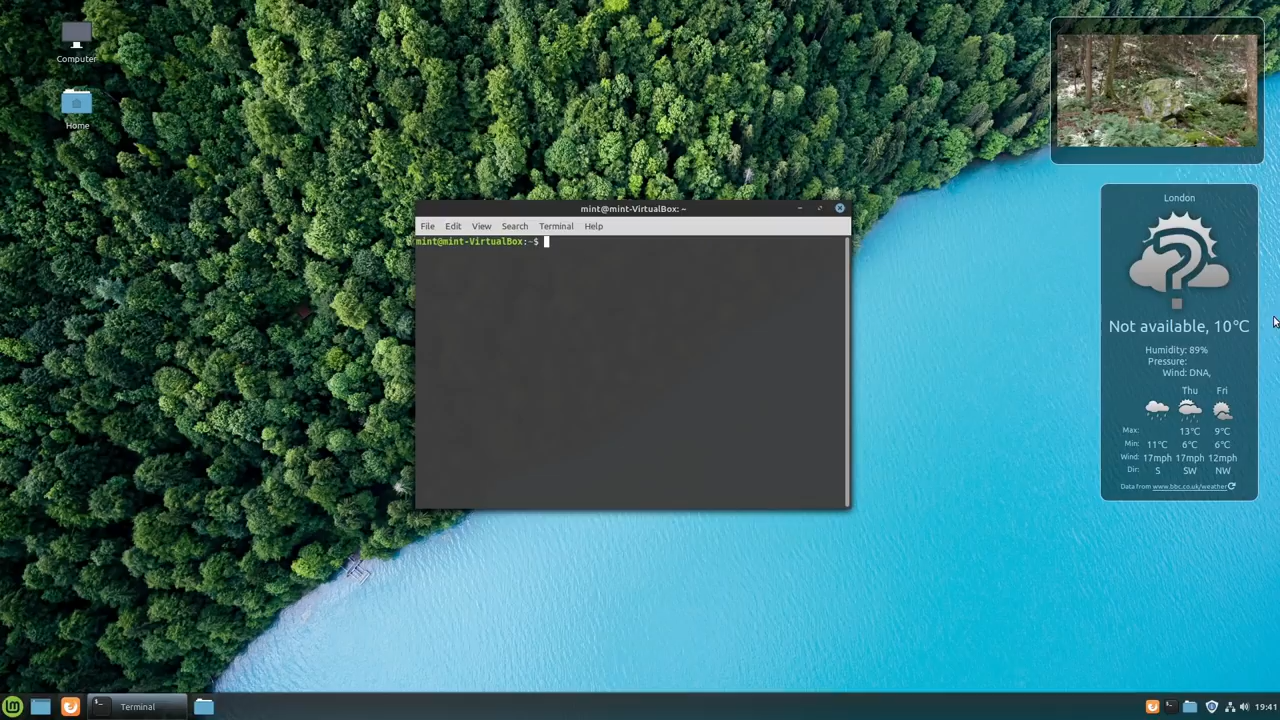 Computer
Home
mint@mint-VirtualBox: ~
File Edit View Search Terminal Help
mint@mint-VirtualBox:~$
London
Not available, 10°C
Humidity: 89%
Pressure:
Wind: DNA,
Thu Fri
Max: 13°C 9°C
Min: 11°C 6°C 6°C
Wind: 17mph 17mph 12mph
Dir: S SW NW
Data from www.bbc.co.uk/weather
Terminal
19:41